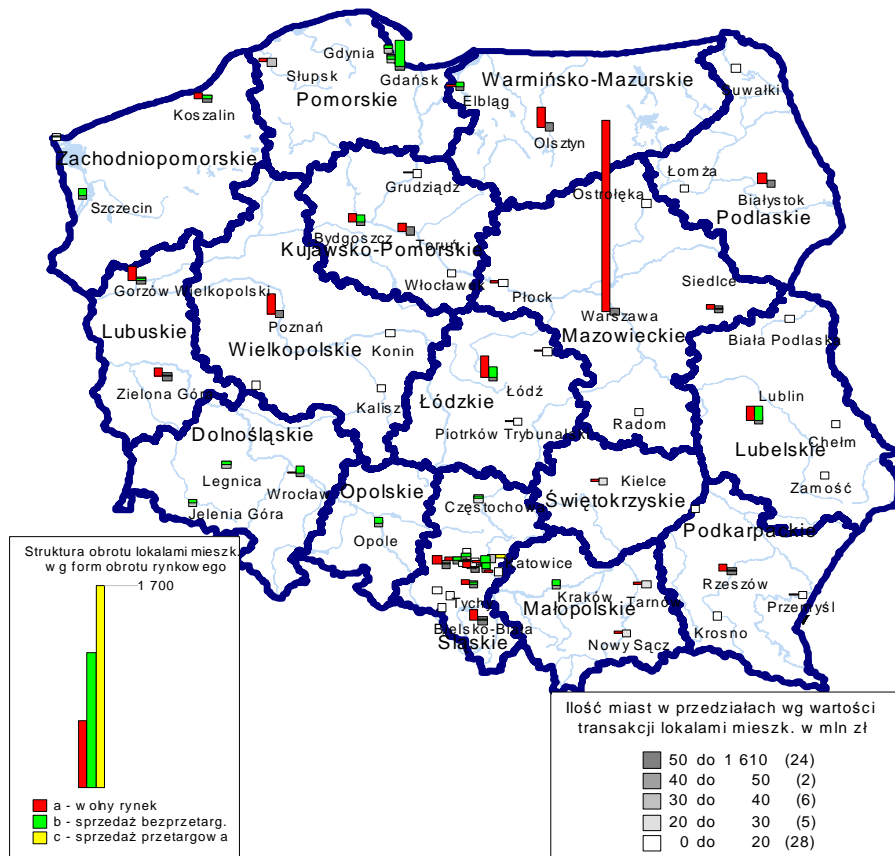 Gdynia
Słupsk
Gdańsk
Pomorskie
Warmińsko-Mazurskie
Suwałki
Elbląg
Koszalin
Olsztyn
Zachodniopomorskie
Szczecin
Grudziądz
Ostrołęka
Łomża
Białystok
Podlaskie
Bydgoszcz
Toruń
Kujawsko-Pomorskie
Włocławek
Płock
Siedlce
Gorzów Wielkopolski
Lubuskie
Poznań
Wielkopolskie
Konin
Warszawa
Mazowieckie
Biała Podlaska
Zielona Góra
Kalisz
Łódź
Łódzkie
Piotrków Trybunalski
Radom
Lublin
Lubelskie
Chełm
Zamość
Dolnośląskie
Legnica
Wrocław
Jelenia Góra
Opolskie
Opole
Częstochowa
Kielce
Świętokrzyskie
Podkarpackie
Katowice
Tychy
Bielsko-Biała
Śląskie
Kraków
Małopolskie
Tarnów
Nowy Sącz
Rzeszów
Krosno
Przemyśl
Struktura obrotu lokalami mieszk.
w g form obrotu rynkowego
1 700
a - wolny rynek
b - sprzedaż bezprzetarg.
c - sprzedaż przetargowa
Ilość miast w przedziałach wg wartości
transakcji lokalami mieszk. w mln zł
50 do 1 610 (24)
40 do 50 (2)
30 do 40 (6)
20 do 30 (5)
0 do 20 (28)